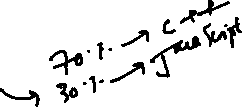 70% → C++
→ 30% → JavaScript